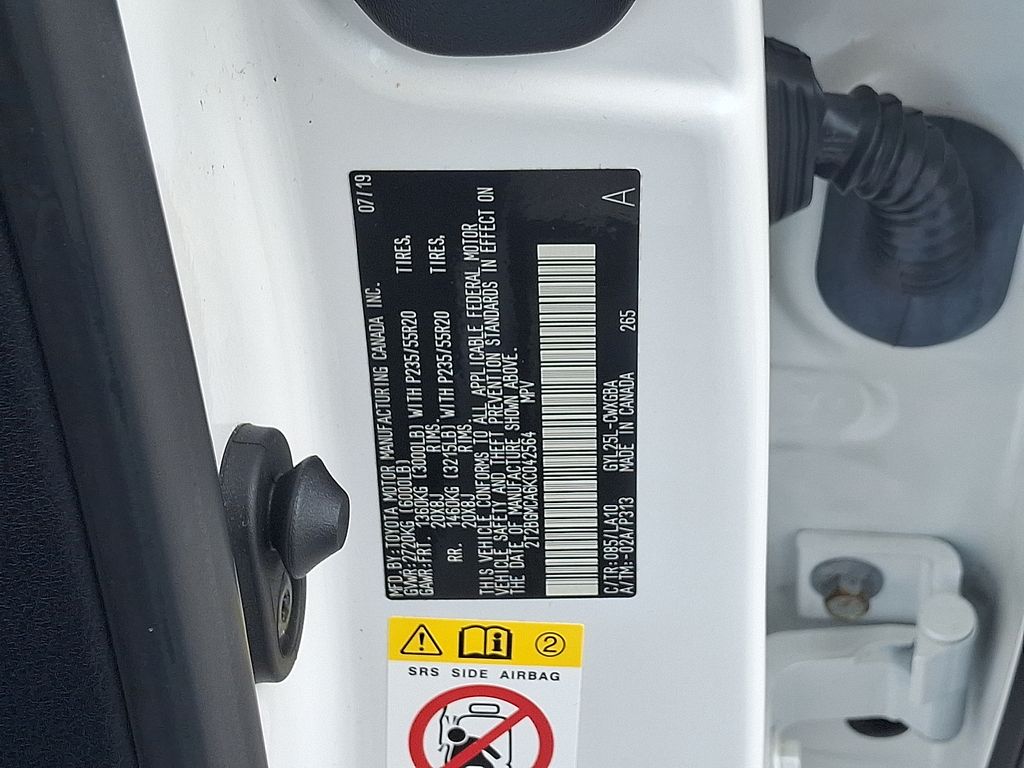 MFD.BY:TOYOTA MOTOR MANUFACTURING CANADA INC. 07/19
GVWR:2720KG (6000LB)
GAWR:FRT. 1360KG (3000LB) WITH P235/55R20 TIRES,
20X8J RIMS,
RR. 1460KG (3215LB) WITH P235/55R20 TIRES,
20X8J RIMS,
THIS VEHICLE CONFORMS TO ALL APPLICABLE FEDERAL MOTOR
VEHICLE SAFETY AND THEFT PREVENTION STANDARDS IN EFFECT ON
THE DATE OF MANUFACTURE SHOWN ABOVE.
2T2BGMCA6KC042564 MPV
C/TR:085/LA10 GYL25L-CWXGBA 265
A/TM:-02A/P313 MADE IN CANADA
A
2
SRS SIDE AIRBAG